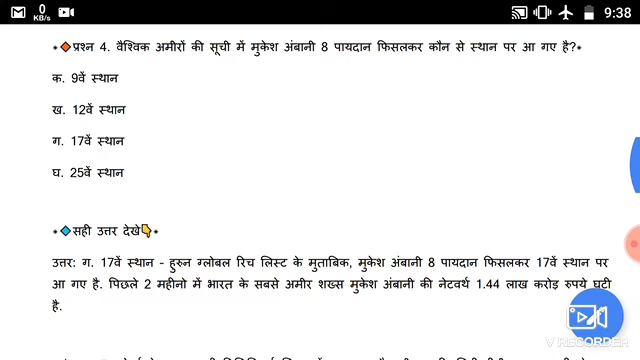 0
KB/s
9:38
⭑🔶प्रश्न 4. वैश्विक अमीरों की सूची में मुकेश अंबानी 8 पायदान फिसलकर कौन से स्थान पर आ गए है?⭑
क. 9वें स्थान
ख. 12वें स्थान
ग. 17वें स्थान
घ. 25वें स्थान
⭑🔷सही उत्तर देखे👇⭑
उत्तर: ग. 17वें स्थान - हुरुन ग्लोबल रिच लिस्ट के मुताबिक, मुकेश अंबानी 8 पायदान फिसलकर 17वें स्थान पर
आ गए है. पिछले 2 महीनो में भारत के सबसे अमीर शख्स मुकेश अंबानी की नेटवर्थ 1.44 लाख करोड़ रुपये घटी
है.
V RECORDER